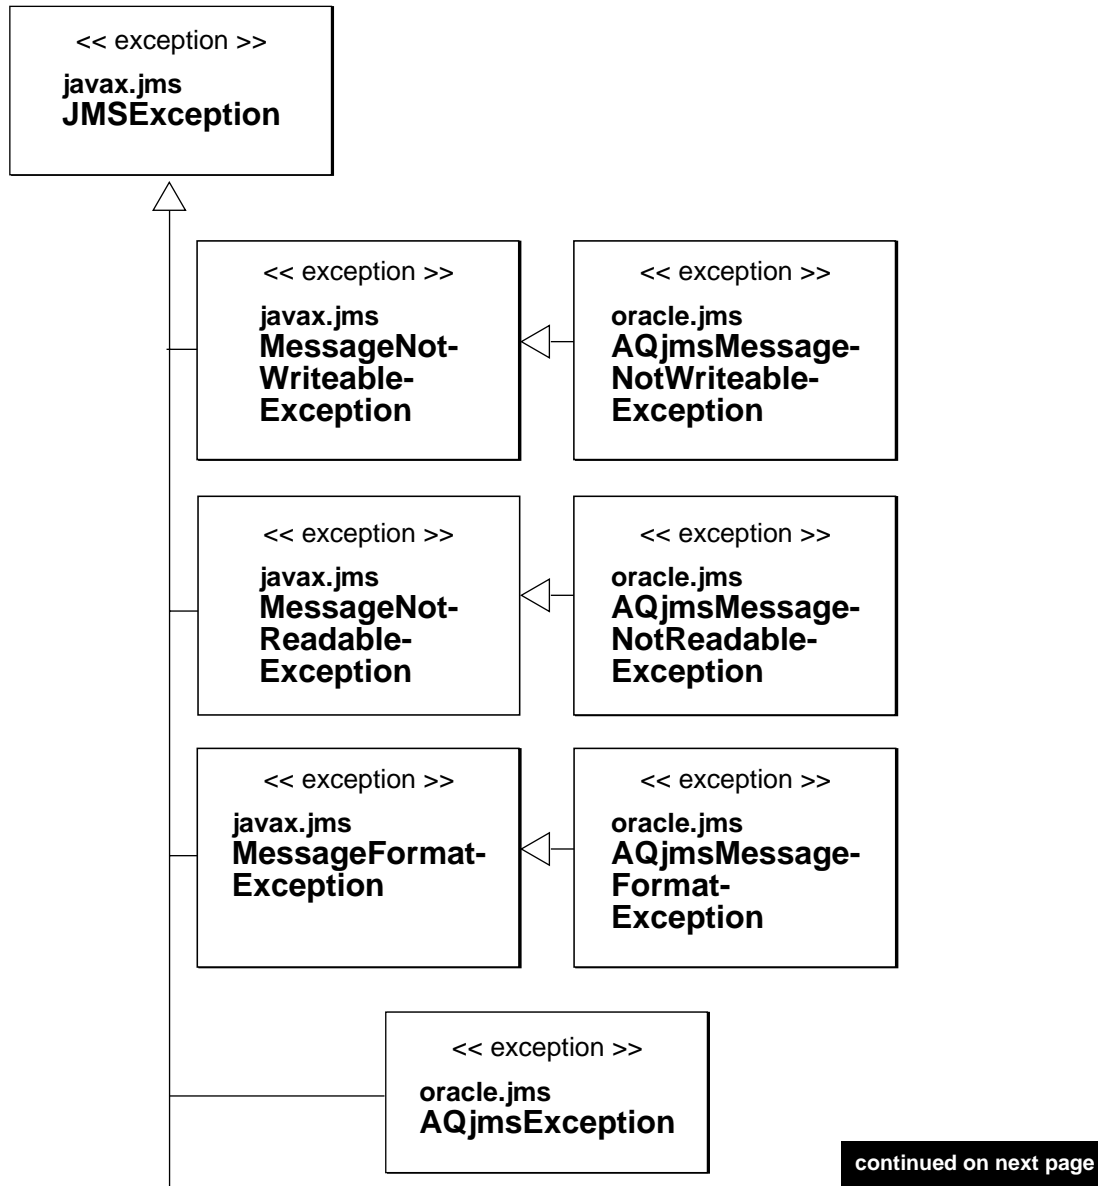 << exception >>
javax.jms
JMSException
<< exception >>
javax.jms
MessageNot-
Writeable-
Exception
<< exception >>
oracle.jms
AQjmsMessage-
NotWriteable-
Exception
<< exception >>
javax.jms
MessageNot-
Readable-
Exception
<< exception >>
oracle.jms
AQjmsMessage-
NotReadable-
Exception
<< exception >>
javax.jms
MessageFormat-
Exception
<< exception >>
oracle.jms
AQjmsMessage-
Format-
Exception
<< exception >>
oracle.jms
AQjmsException
continued on next page